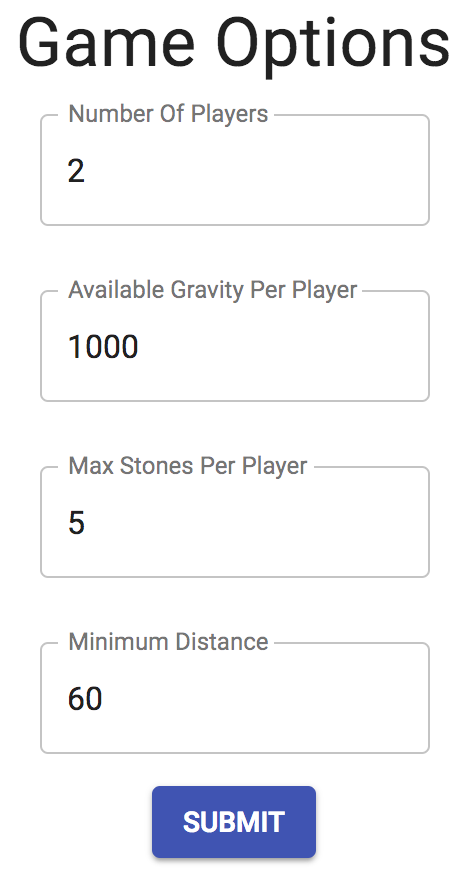 Game Options
Number Of Players
2
Available Gravity Per Player
1000
Max Stones Per Player
5
Minimum Distance
60
SUBMIT